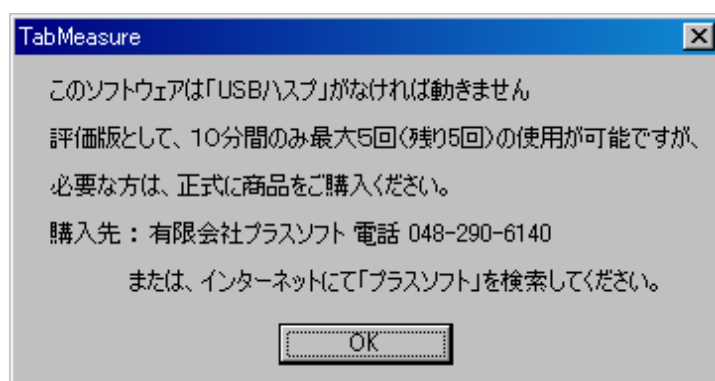 TabMeasure
このソフトウェアは「USBハスプ」がなければ動きません
評価版として、10分間のみ最大5回(残り5回)の使用が可能ですが、
必要な方は、正式に商品をご購入ください。
購入先：有限会社プラスソフト 電話 048-290-6140
または、インターネットにて「プラスソフト」を検索してください。
OK